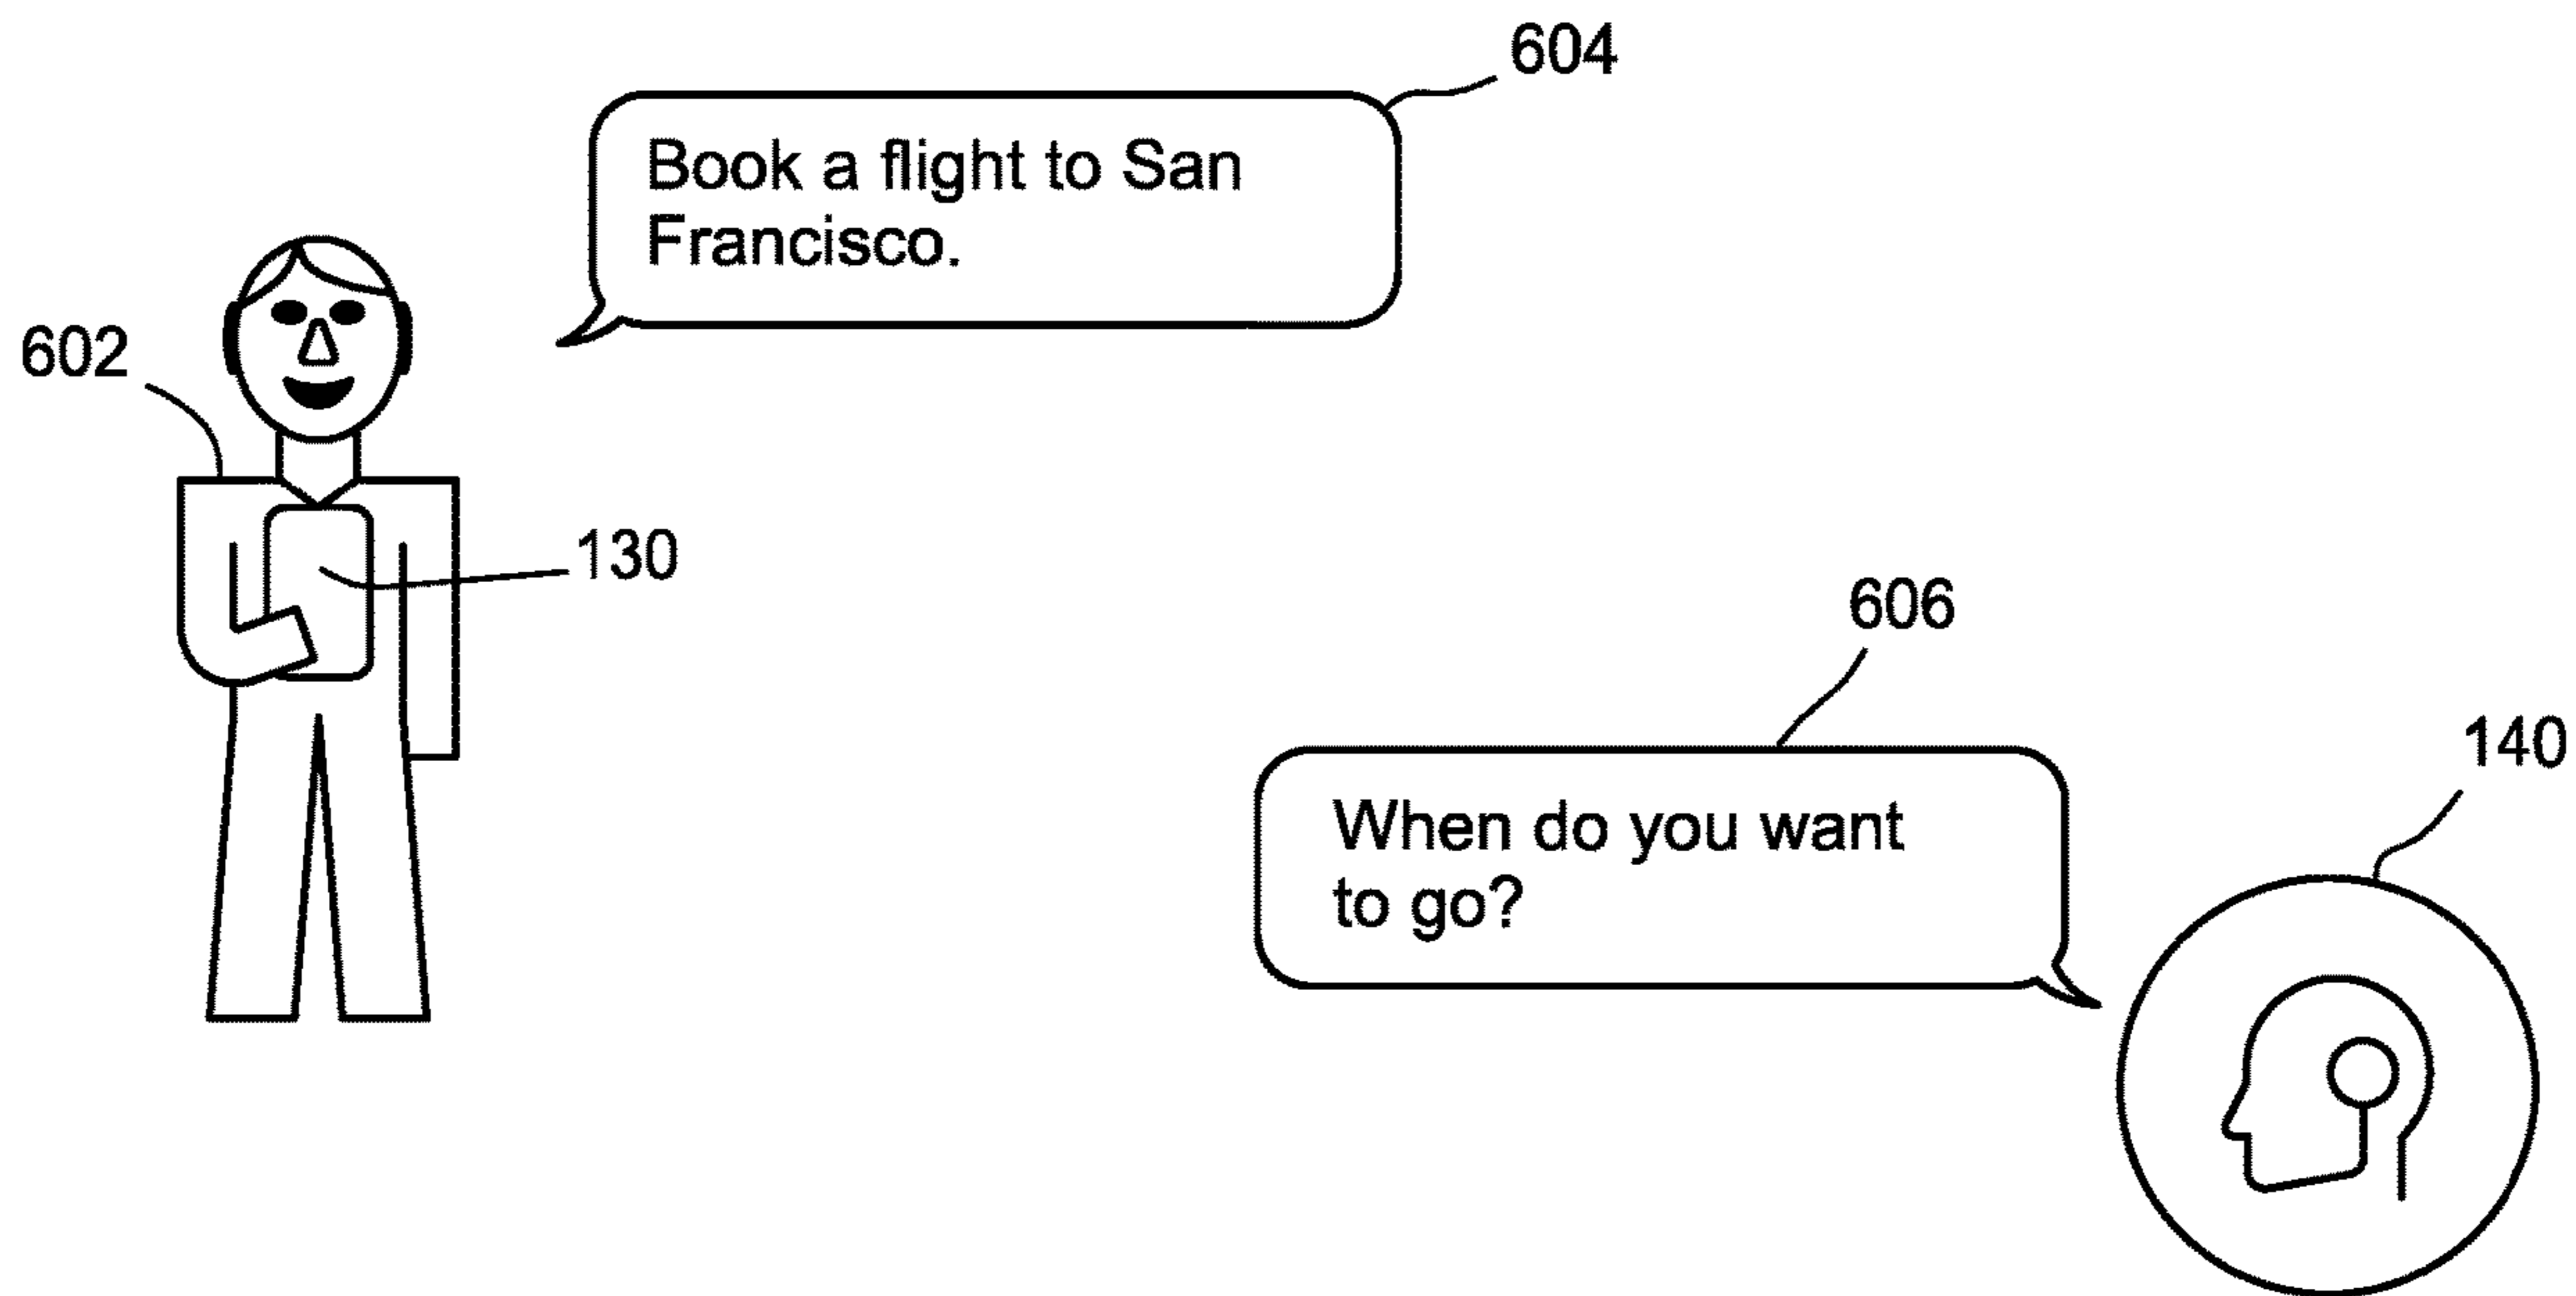 604
Book a flight to San
Francisco.
602
130
606
140
When do you want
to go?